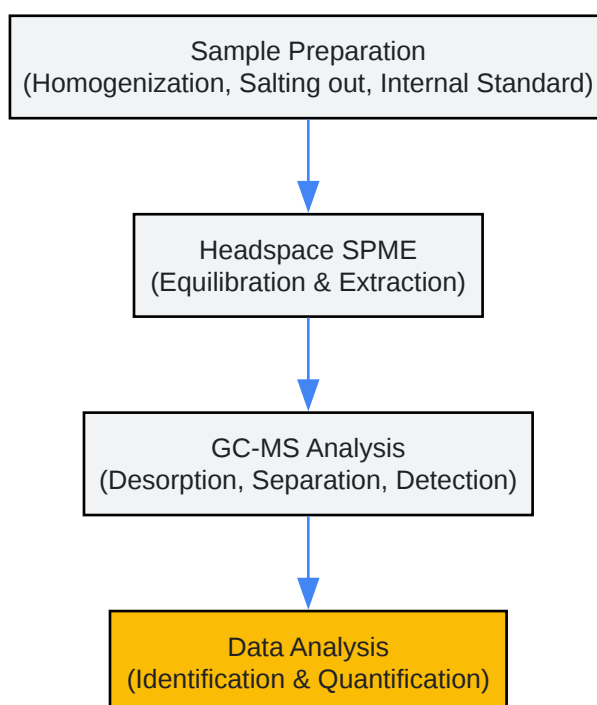 Sample Preparation
(Homogenization, Salting out, Internal Standard)
Headspace SPME
(Equilibration & Extraction)
GC-MS Analysis
(Desorption, Separation, Detection)
Data Analysis
(Identification & Quantification)